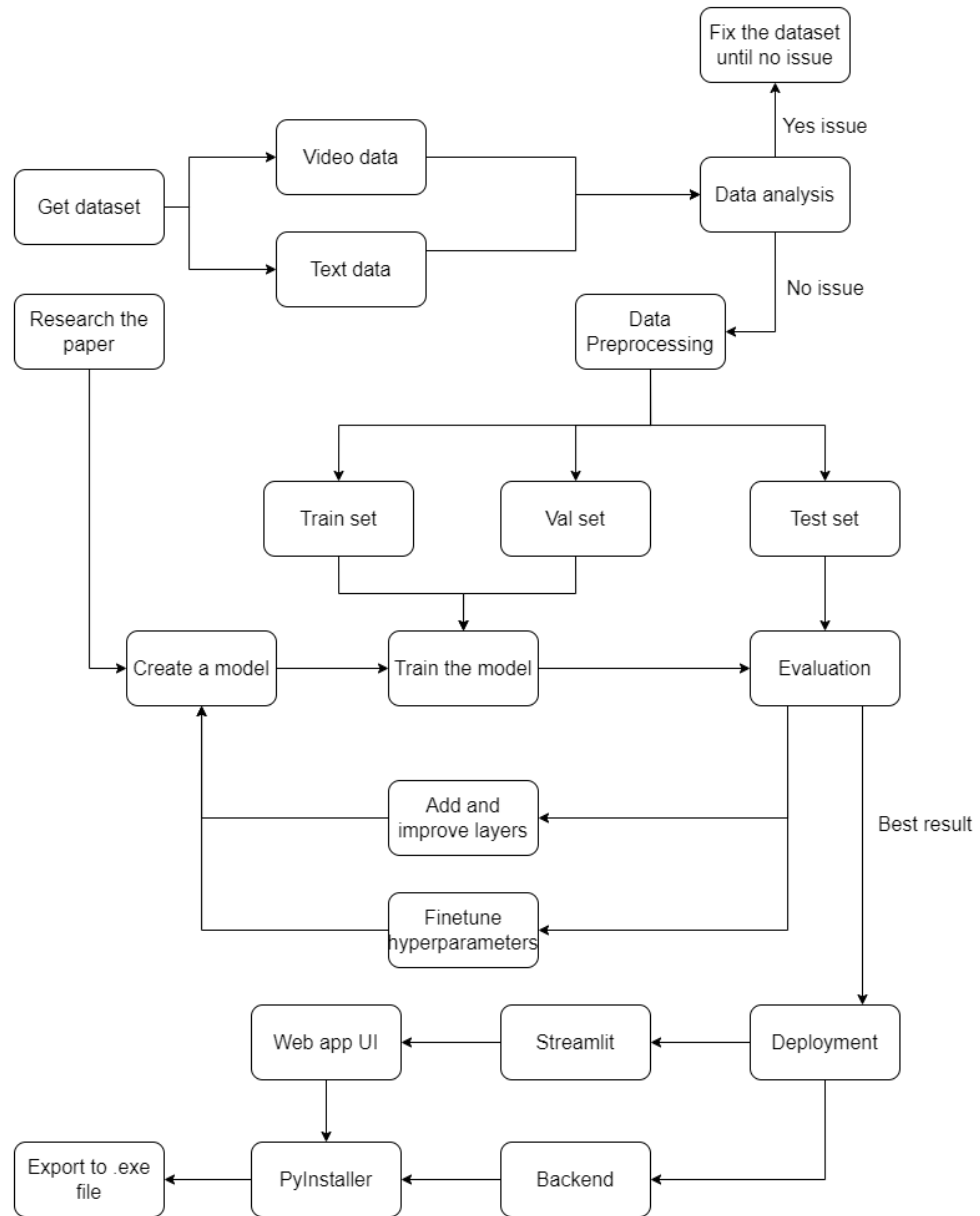 Fix the dataset
until no issue
Yes issue
Video data
Get dataset
Data analysis
Text data
No issue
Research the
paper
Data
Preprocessing
Train set
Val set
Test set
Create a model
Train the model
Evaluation
Add and
improve layers
Best result
Finetune
hyperparameters
Web app UI
Streamlit
Deployment
Export to .exe
file
PyInstaller
Backend